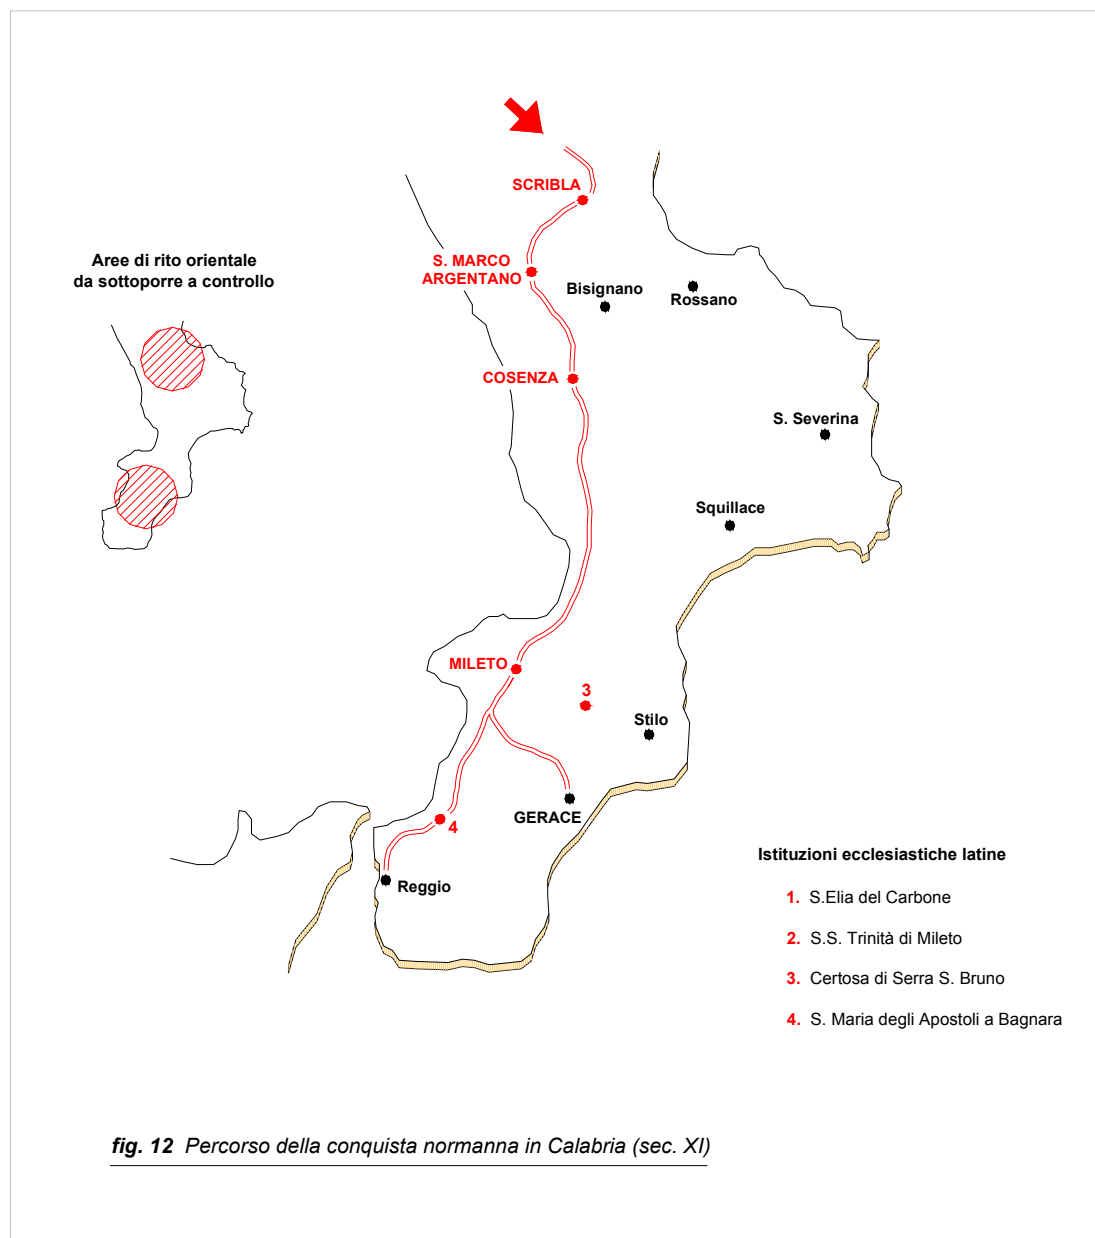 SCRIBLA
Aree di rito orientale
da sottoporre a controllo
S. MARCO
ARGENTANO
Bisignano
Rossano
COSENZA
S. Severina
Squillace
MILETO
3
Stilo
GERACE
4
Reggio
Istituzioni ecclesiastiche latine
1. S.Elia del Carbone
2. S.S. Trinità di Mileto
3. Certosa di Serra S. Bruno
4. S. Maria degli Apostoli a Bagnara
fig. 12 Percorso della conquista normanna in Calabria (sec. XI)